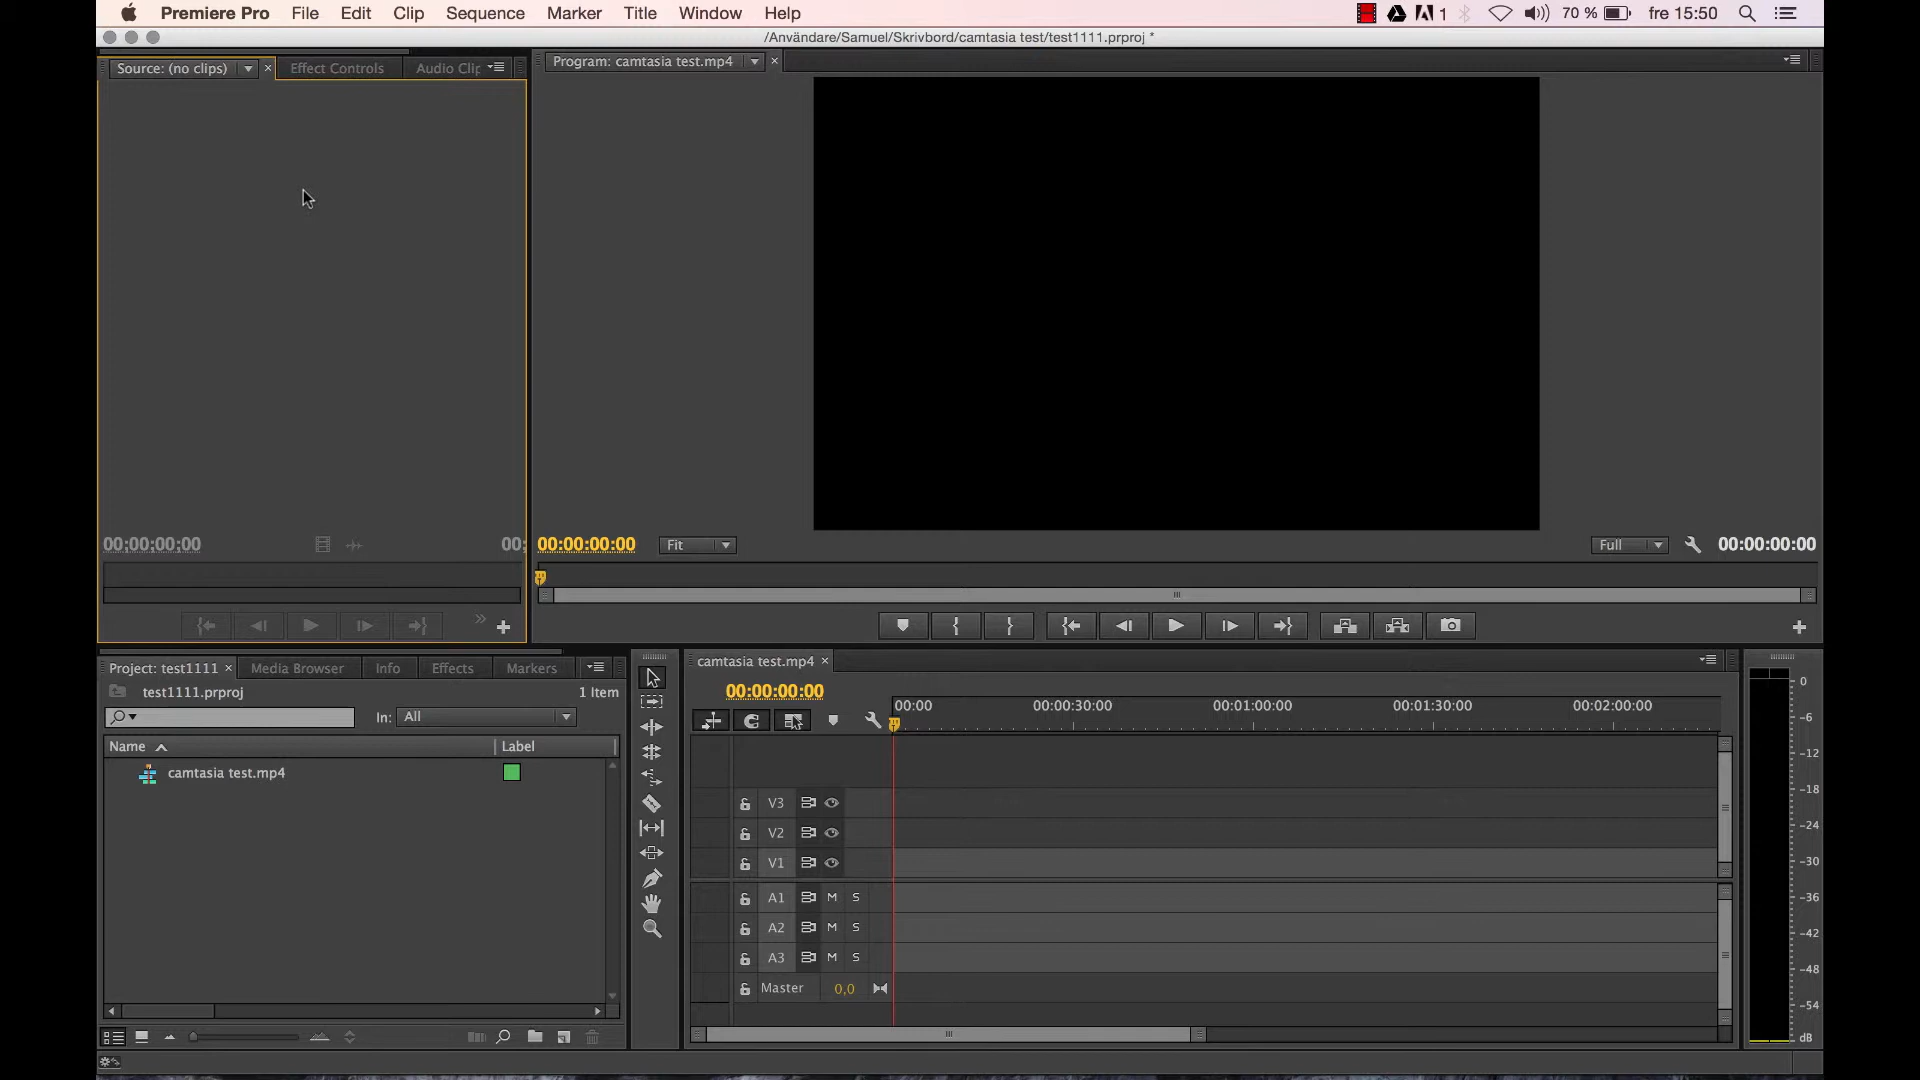 Premiere Pro File Edit Clip Sequence Marker Title Window Help 1 70 % fre 15:50
/Användare/Samuel/Skrivbord/camtasia test/test1111.prproj *
Source: (no clips) × Effect Controls Audio Clip
Program: camtasia test.mp4 ×
00;00;00;00 00;
00:00:00:00 Fit Full 00:00:00:00
Project: test1111 × Media Browser Info Effects Markers
test1111.prproj 1 Item
In: All
Name Label
camtasia test.mp4
camtasia test.mp4 ×
00:00:00:00
00:00 00:00:30:00 00:01:00:00 00:01:30:00 00:02:00:00
V3
V2
V1
A1 M S
A2 M S
A3 M S
Master 0,0
0
-6
-12
-18
-24
-30
-36
-42
-48
-54
dB